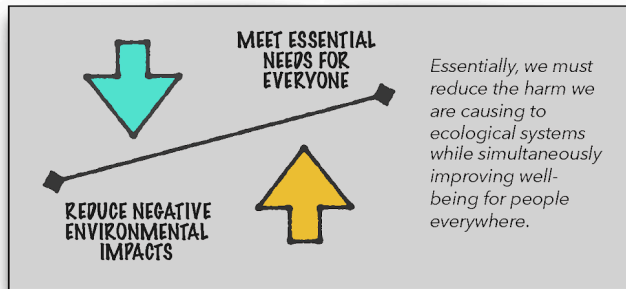 MEET ESSENTIAL
NEEDS FOR
EVERYONE
REDUCE NEGATIVE
ENVIRONMENTAL
IMPACTS
Essentially, we must
reduce the harm we
are causing to
ecological systems
while simultaneously
improving well-
being for people
everywhere.